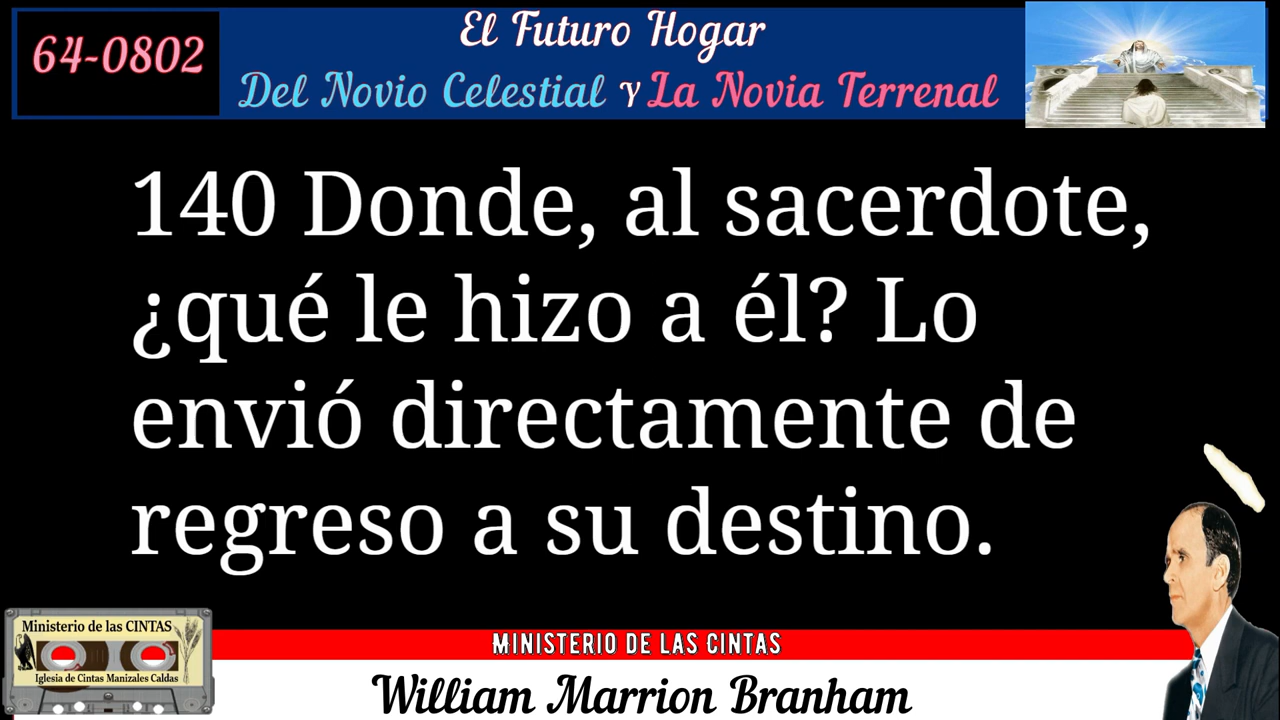 64-0802
El Futuro Hogar
Del Novio Celestial Y La Novia Terrenal
140 Donde, al sacerdote,
¿qué le hizo a él? Lo
envió directamente de
regreso a su destino.
Ministerio de las CINTAS
Iglesia de Cintas Manizales Caldas
MINISTERIO DE LAS CINTAS
William Marrion Branham